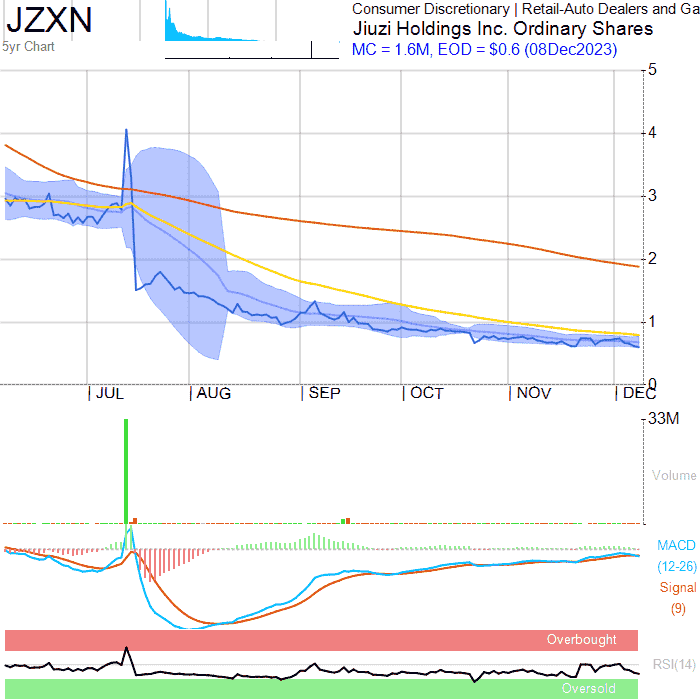 JZXN
Consumer Discretionary | Retail-Auto Dealers and Ga
Jiuzi Holdings Inc. Ordinary Shares
5yr Chart
MC = 1.6M, EOD = $0.6 (08Dec2023)
5
4
3
2
1
0
| JUL
| AUG
| SEP
| OCT
| NOV
| DEC
33M
Volume
MACD
(12-26)
Signal
(9)
Overbought
RSI(14)
Oversold